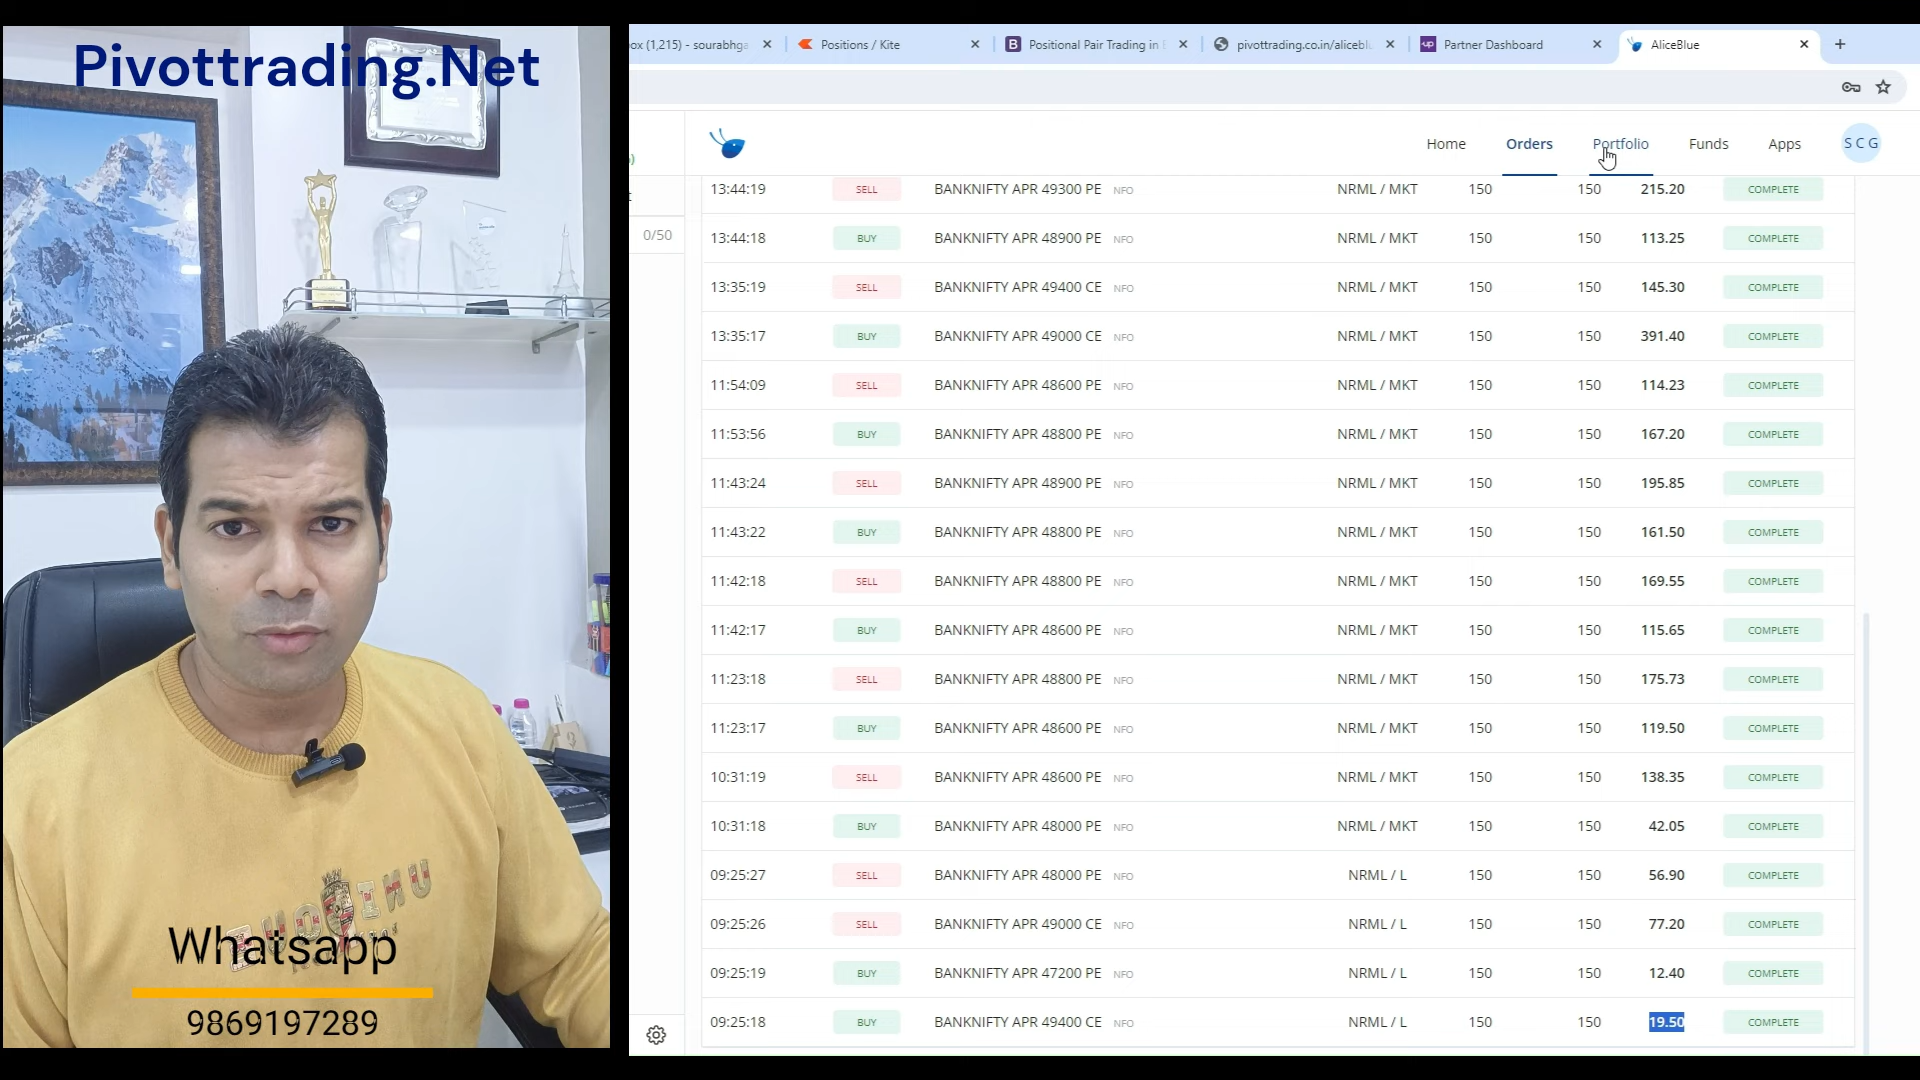 Pivottrading.Net
Whatsapp
9869197289
ox (1,215) - sourabhga
Positions / Kite
Positional Pair Trading in
pivottrading.co.in/aliceblu
Partner Dashboard
AliceBlue
Home Orders Portfolio Funds Apps S C G
0/50
13:44:19 SELL BANKNIFTY APR 49300 PE NFO NRML / MKT 150 150 215.20 COMPLETE
13:44:18 BUY BANKNIFTY APR 48900 PE NFO NRML / MKT 150 150 113.25 COMPLETE
13:35:19 SELL BANKNIFTY APR 49400 CE NFO NRML / MKT 150 150 145.30 COMPLETE
13:35:17 BUY BANKNIFTY APR 49000 CE NFO NRML / MKT 150 150 391.40 COMPLETE
11:54:09 SELL BANKNIFTY APR 48600 PE NFO NRML / MKT 150 150 114.23 COMPLETE
11:53:56 BUY BANKNIFTY APR 48800 PE NFO NRML / MKT 150 150 167.20 COMPLETE
11:43:24 SELL BANKNIFTY APR 48900 PE NFO NRML / MKT 150 150 195.85 COMPLETE
11:43:22 BUY BANKNIFTY APR 48800 PE NFO NRML / MKT 150 150 161.50 COMPLETE
11:42:18 SELL BANKNIFTY APR 48800 PE NFO NRML / MKT 150 150 169.55 COMPLETE
11:42:17 BUY BANKNIFTY APR 48600 PE NFO NRML / MKT 150 150 115.65 COMPLETE
11:23:18 SELL BANKNIFTY APR 48800 PE NFO NRML / MKT 150 150 175.73 COMPLETE
11:23:17 BUY BANKNIFTY APR 48600 PE NFO NRML / MKT 150 150 119.50 COMPLETE
10:31:19 SELL BANKNIFTY APR 48600 PE NFO NRML / MKT 150 150 138.35 COMPLETE
10:31:18 BUY BANKNIFTY APR 48000 PE NFO NRML / MKT 150 150 42.05 COMPLETE
09:25:27 SELL BANKNIFTY APR 48000 PE NFO NRML / L 150 150 56.90 COMPLETE
09:25:26 SELL BANKNIFTY APR 49000 CE NFO NRML / L 150 150 77.20 COMPLETE
09:25:19 BUY BANKNIFTY APR 47200 PE NFO NRML / L 150 150 12.40 COMPLETE
09:25:18 BUY BANKNIFTY APR 49400 CE NFO NRML / L 150 150 19.50 COMPLETE